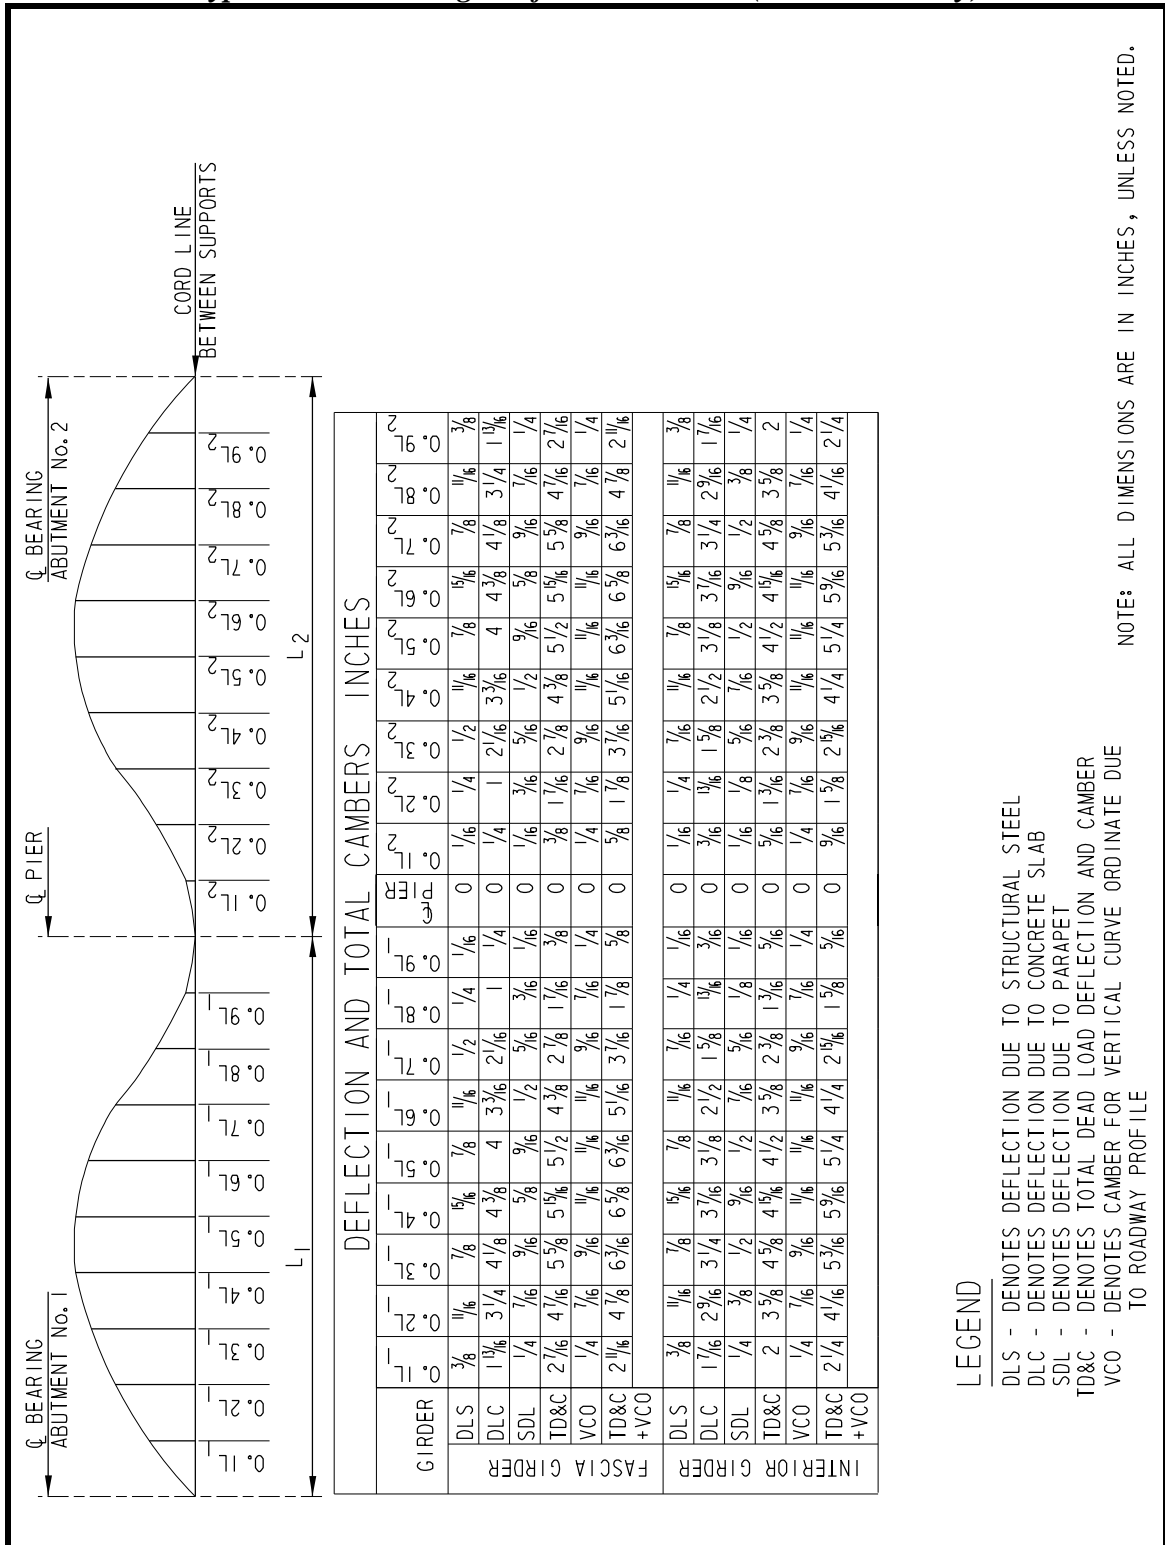 ℄ BEARING ABUTMENT No. 1
℄ PIER
℄ BEARING ABUTMENT No. 2
CORD LINE
BETWEEN SUPPORTS
0.1L1 0.2L1 0.3L1 0.4L1 0.5L1 0.6L1 0.7L1 0.8L1 0.9L1 0.1L2 0.2L2 0.3L2 0.4L2 0.5L2 0.6L2 0.7L2 0.8L2 0.9L2
L1 L2
DEFLECTION AND TOTAL CAMBERS INCHES
GIRDER 0.1L1 0.2L1 0.3L1 0.4L1 0.5L1 0.6L1 0.7L1 0.8L1 0.9L1 ℄ PIER 0.1L2 0.2L2 0.3L2 0.4L2 0.5L2 0.6L2 0.7L2 0.8L2 0.9L2
FASCIA GIRDER
DLS 3/8 11/16 7/8 15/16 7/8 11/16 1/2 1/4 1/16 0 1/16 1/4 1/2 11/16 7/8 15/16 7/8 11/16 3/8
DLC 1 13/16 3 1/4 4 1/8 4 3/8 4 3 3/16 2 1/16 1 1/4 0 1/4 1 2 1/16 3 3/16 4 4 3/8 4 1/8 3 1/4 1 13/16
SDL 1/4 7/16 9/16 5/8 9/16 1/2 5/16 3/16 1/16 0 1/16 3/16 5/16 1/2 9/16 5/8 9/16 7/16 1/4
TD&C 2 7/16 4 7/16 5 5/8 5 15/16 5 1/2 4 3/8 2 7/8 1 7/16 3/8 0 3/8 1 7/16 2 7/8 4 3/8 5 1/2 5 15/16 5 5/8 4 7/16 2 7/16
VCO 1/4 7/16 9/16 11/16 11/16 11/16 9/16 7/16 1/4 0 1/4 7/16 9/16 11/16 11/16 11/16 9/16 7/16 1/4
TD&C +VCO 2 11/16 4 7/8 6 3/16 6 5/8 6 3/16 5 1/16 3 7/16 1 7/8 5/8 0 5/8 1 7/8 3 7/16 5 1/16 6 3/16 6 5/8 6 3/16 4 7/8 2 11/16
INTERIOR GIRDER
DLS 3/8 11/16 7/8 15/16 7/8 11/16 7/16 1/4 1/16 0 1/16 1/4 7/16 11/16 7/8 15/16 7/8 11/16 3/8
DLC 1 7/16 2 9/16 3 1/4 3 7/16 3 1/8 2 1/2 1 5/8 13/16 3/16 0 3/16 13/16 1 5/8 2 1/2 3 1/8 3 7/16 3 1/4 2 9/16 1 7/16
SDL 1/4 3/8 1/2 9/16 1/2 7/16 5/16 1/8 1/16 0 1/16 1/8 5/16 7/16 1/2 9/16 1/2 3/8 1/4
TD&C 2 3 5/8 4 5/8 4 15/16 4 1/2 3 5/8 2 3/8 1 3/16 5/16 0 5/16 1 3/16 2 3/8 3 5/8 4 1/2 4 15/16 4 5/8 3 5/8 2
VCO 1/4 7/16 9/16 11/16 11/16 11/16 9/16 7/16 1/4 0 1/4 7/16 9/16 11/16 11/16 11/16 9/16 7/16 1/4
TD&C +VCO 2 1/4 4 1/16 5 3/16 5 9/16 5 1/4 4 1/4 2 15/16 1 5/8 5/16 0 9/16 1 5/8 2 15/16 4 1/4 5 1/4 5 9/16 5 3/16 4 1/16 2 1/4
LEGEND
DLS - DENOTES DEFLECTION DUE TO STRUCTURAL STEEL
DLC - DENOTES DEFLECTION DUE TO CONCRETE SLAB
SDL - DENOTES DEFLECTION DUE TO PARAPET
TD&C - DENOTES TOTAL DEAD LOAD DEFLECTION AND CAMBER
VCO - DENOTES CAMBER FOR VERTICAL CURVE ORDINATE DUE
TO ROADWAY PROFILE
NOTE: ALL DIMENSIONS ARE IN INCHES, UNLESS NOTED.